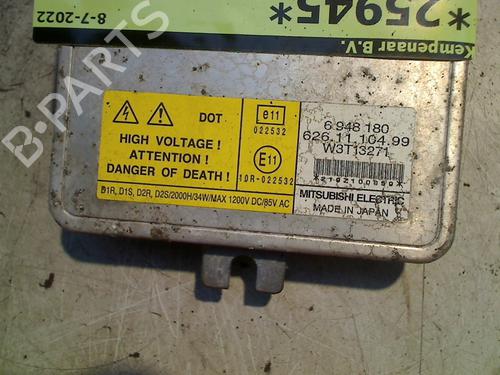 8-7-2022
*25945*
Kempenaar B.V.
B-PARTS
DOT
HIGH VOLTAGE !
ATTENTION !
DANGER OF DEATH !
e11
022532
E11
10R-022532
D1R, D1S, D2R, D2S/2000H/34W/MAX 1200V DC/85V AC
6 948 180
626.11.104.99
W3T13271
MITSUBISHI ELECTRIC
MADE IN JAPAN